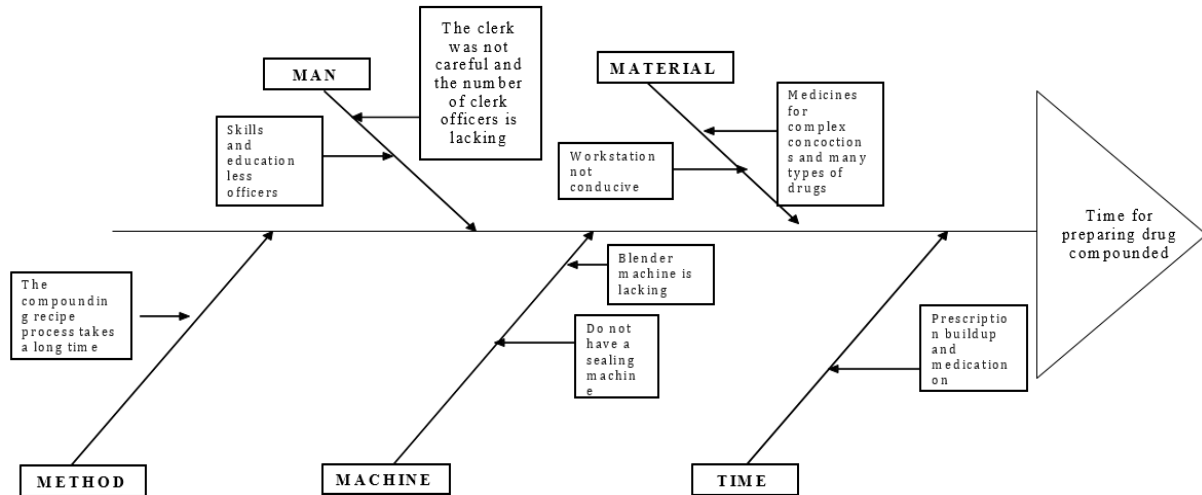 MAN
The clerk
was not
careful and
the number
of clerk
officers is
lacking
Skills
and
education
less
officers
MATERIAL
Medicines
for
complex
concoction
s and many
types of
drugs
Workstation
not
conducive
Time for
preparing drug
compounded
The
compoundin
g recipe
process takes
a long time
Blender
machine is
lacking
Do not
have a
sealing
machin
e
Prescriptio
n buildup
and
medication
on
METHOD
MACHINE
TIME